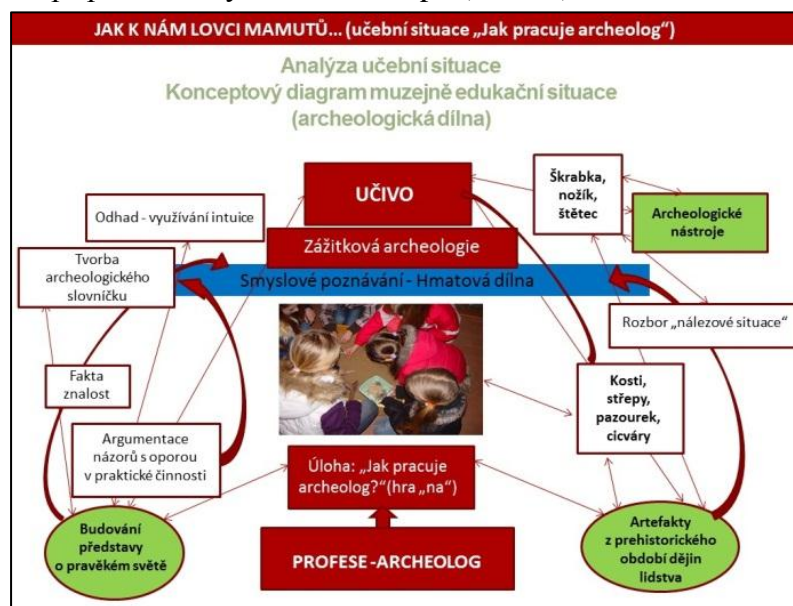 JAK K NÁM LOVCI MAMUTŮ... (učební situace „Jak pracuje archeolog“)
Analýza učební situace
Konceptový diagram muzejně edukační situace
(archeologická dílna)
UČIVO
Škrabka,
nožík,
štětec
Archeologické
nástroje
Odhad - využívání intuice
Zážitková archeologie
Tvorba
archeologického
slovníčku
Smyslové poznávání - Hmatová dílna
Rozbor „nálezové situace“
Fakta
znalost
Kosti,
střepy,
pazourek,
cicváry
Argumentace
názorů s oporou
v praktické činnosti
Úloha: „Jak pracuje
archeolog?“(hra „na“)
Budování
představy
o pravěkém světě
PROFESE -ARCHEOLOG
Artefakty
z prehistorického
období dějin
lidstva